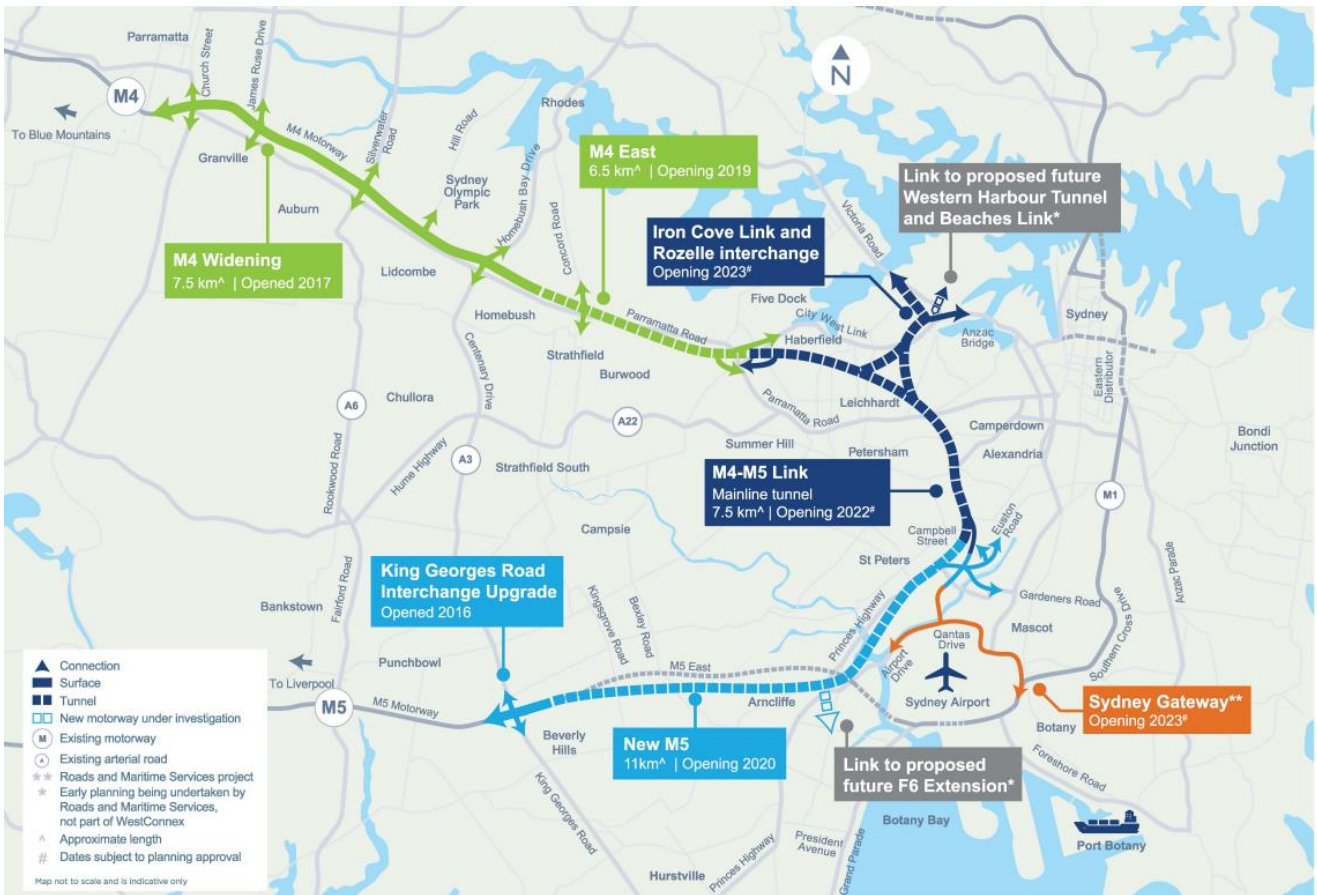 Parramatta
Church Street
James Ruse Drive
M4
To Blue Mountains
M4 Motorway
Granville
Silverwater
Road
Hill Road
Rhodes
Sydney
Olympic
Park
Homebush Bay Drive
Auburn
M4 East
6.5 km^ | Opening 2019
N
Link to proposed future
Western Harbour Tunnel
and Beaches Link*
Victoria Road
Iron Cove Link and
Rozelle interchange
Opening 2023#
Concord Road
M4 Widening
7.5 km^ | Opened 2017
Lidcombe
Homebush
Parramatta Road
Five Dock
City West Link
Haberfield
Anzac
Bridge
Sydney
Eastern
Distributor
Strathfield
Burwood
Centenary Drive
Chullora
A6
A22
Parramatta Road
Leichhardt
Camperdown
Bondi
Junction
Summer Hill
Petersham
Alexandria
Rookwood Road
Hume Highway
A3
Strathfield South
M4-M5 Link
Mainline tunnel
7.5 km^ | Opening 2022#
M1
Campsie
Campbell
Street
Euston
Road
St Peters
Anzac Parade
King Georges Road
Interchange Upgrade
Opened 2016
Fairford Road
Bankstown
Kingsgrove Road
Bexley Road
Princes Highway
Gardeners Road
Mascot
Southern Cross Drive
Qantas
Drive
Airport
Drive
Sydney Airport
Punchbowl
To Liverpool
M5
M5 Motorway
M5 East
Arncliffe
Sydney Gateway**
Opening 2023#
Botany
Beverly
Hills
New M5
11km^ | Opening 2020
Link to proposed
future F6 Extension*
Foreshore Road
King Georges Road
Botany Bay
Port Botany
President
Avenue
Princes Highway
Grand Parade
Hurstville
Connection
Surface
Tunnel
New motorway under investigation
M Existing motorway
A Existing arterial road
** Roads and Maritime Services project
* Early planning being undertaken by
Roads and Maritime Services,
not part of WestConnex
^ Approximate length
# Dates subject to planning approval
Map not to scale and is indicative only